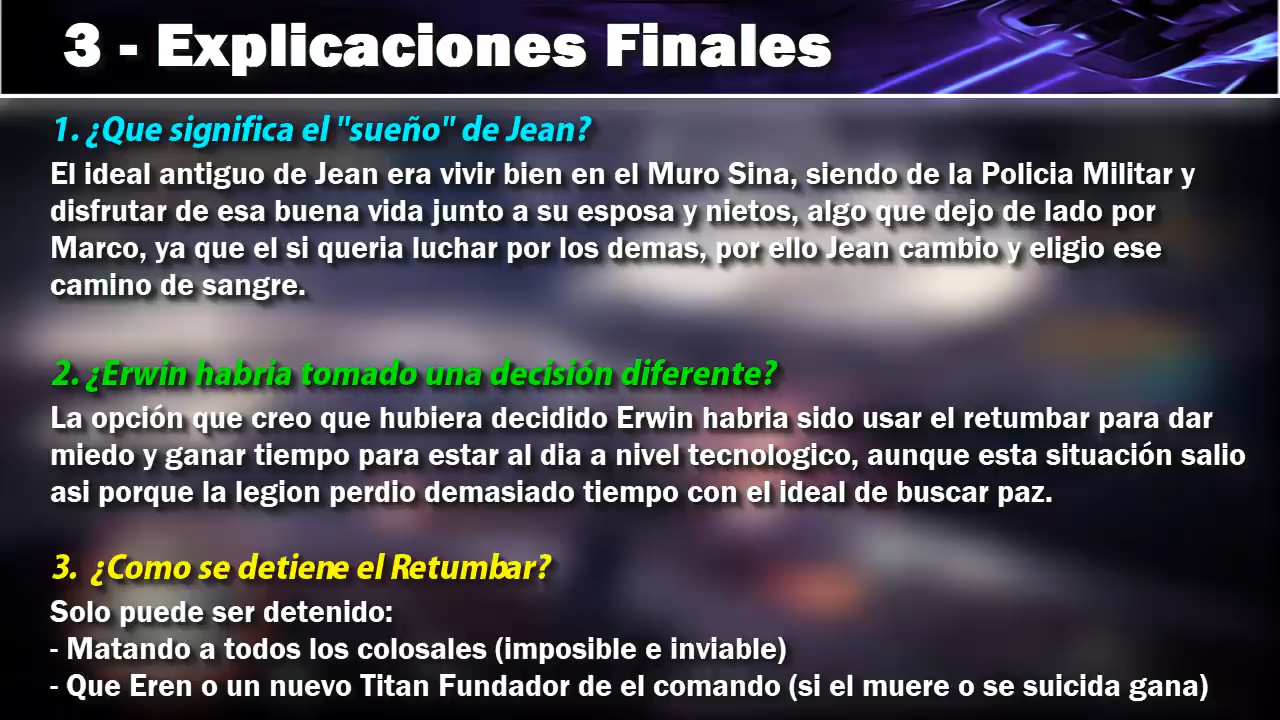 3 - Explicaciones Finales
1. ¿Que significa el "sueño" de Jean?
El ideal antiguo de Jean era vivir bien en el Muro Sina, siendo de la Policia Militar y
disfrutar de esa buena vida junto a su esposa y nietos, algo que dejo de lado por
Marco, ya que el si queria luchar por los demas, por ello Jean cambio y eligio ese
camino de sangre.
2. ¿Erwin habría tomado una decisión diferente?
La opción que creo que hubiera decidido Erwin habria sido usar el retumbar para dar
miedo y ganar tiempo para estar al dia a nivel tecnologico, aunque esta situación salio
asi porque la legion perdio demasiado tiempo con el ideal de buscar paz.
3. ¿Como se detiene el Retumbar?
Solo puede ser detenido:
- Matando a todos los colosales (imposible e inviable)
- Que Eren o un nuevo Titan Fundador de el comando (si el muere o se suicida gana)